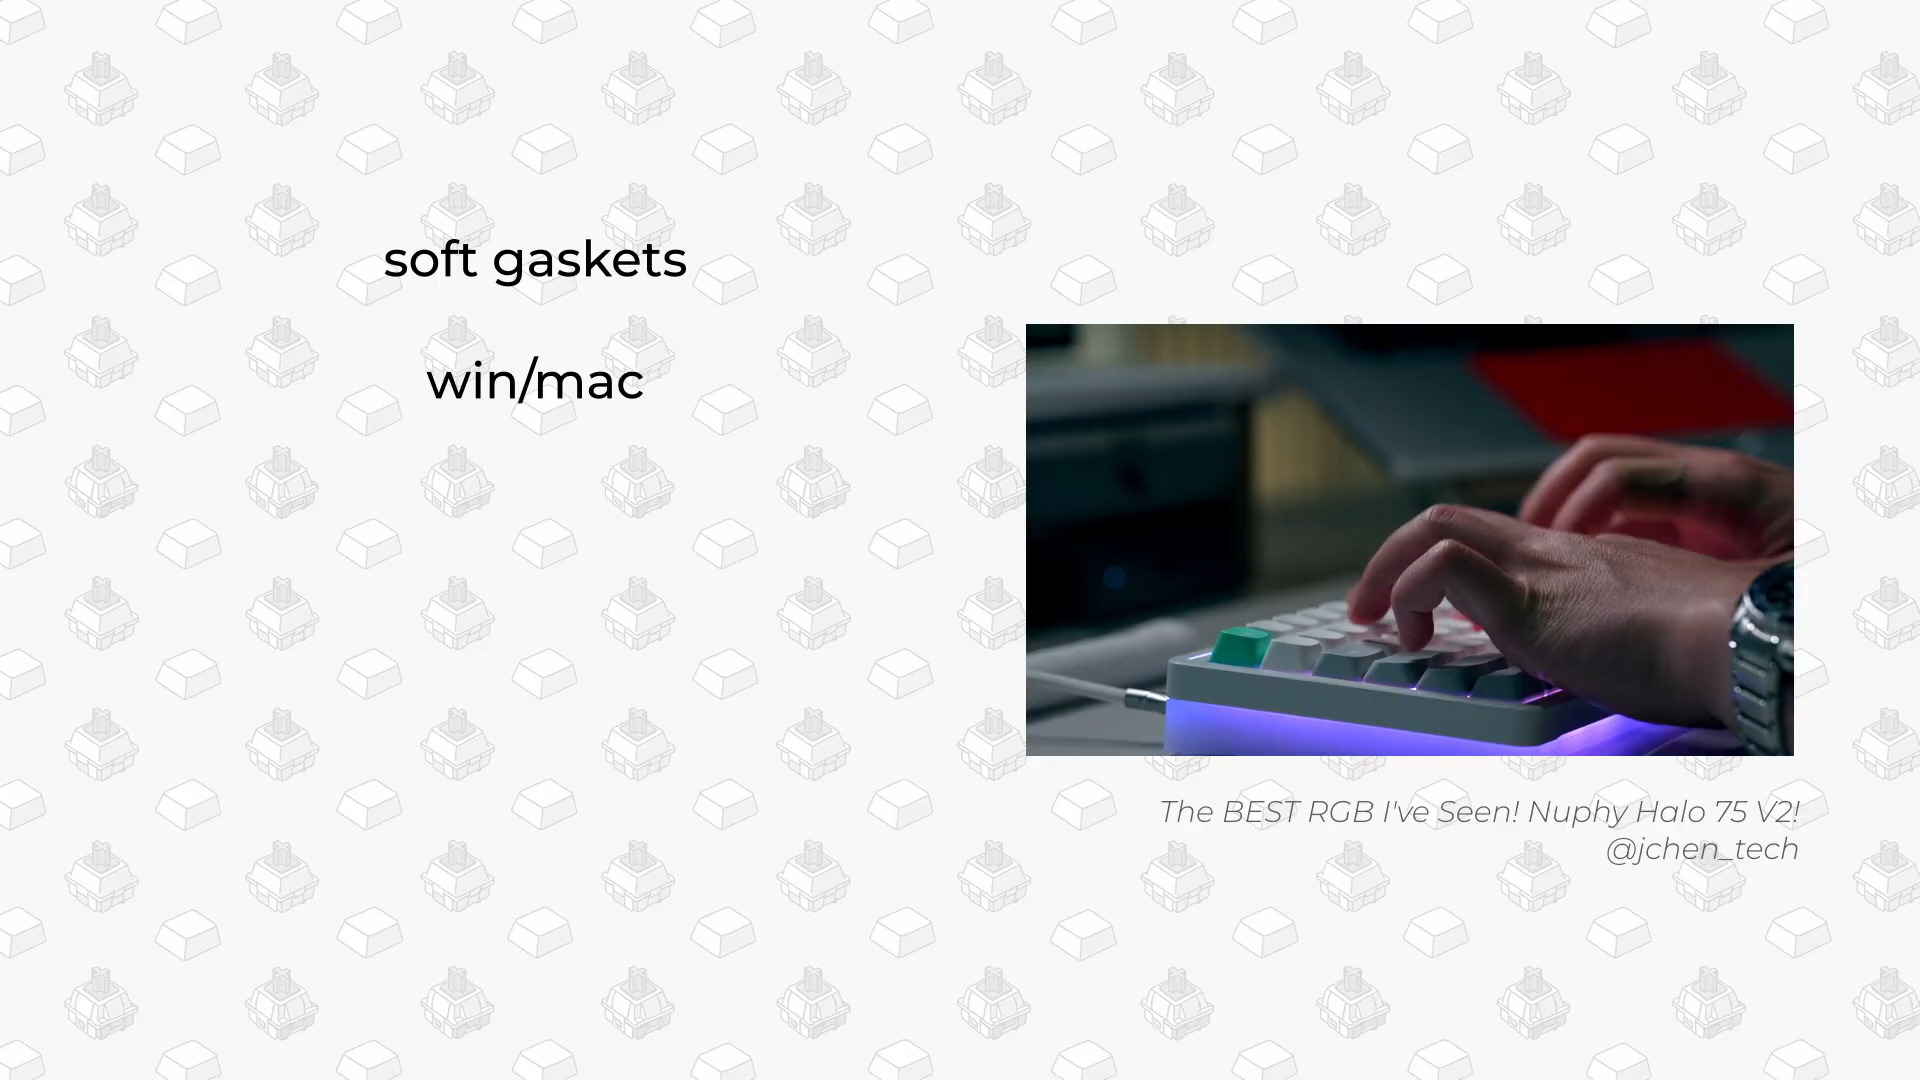 soft gaskets
win/mac
The BEST RGB I've Seen! Nuphy Halo 75 V2!
@jchen_tech